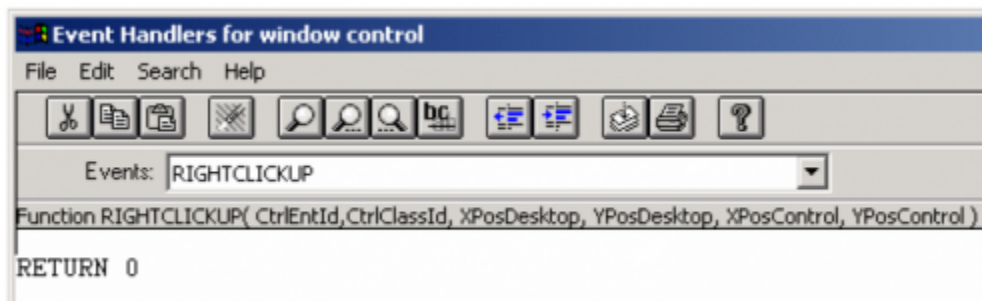 Event Handlers for window control
File Edit Search Help
Events: RIGHTCLICKUP
Function RIGHTCLICKUP( CtrlEntId,CtrlClassId, XPosDesktop, YPosDesktop, XPosControl, YPosControl )
RETURN 0